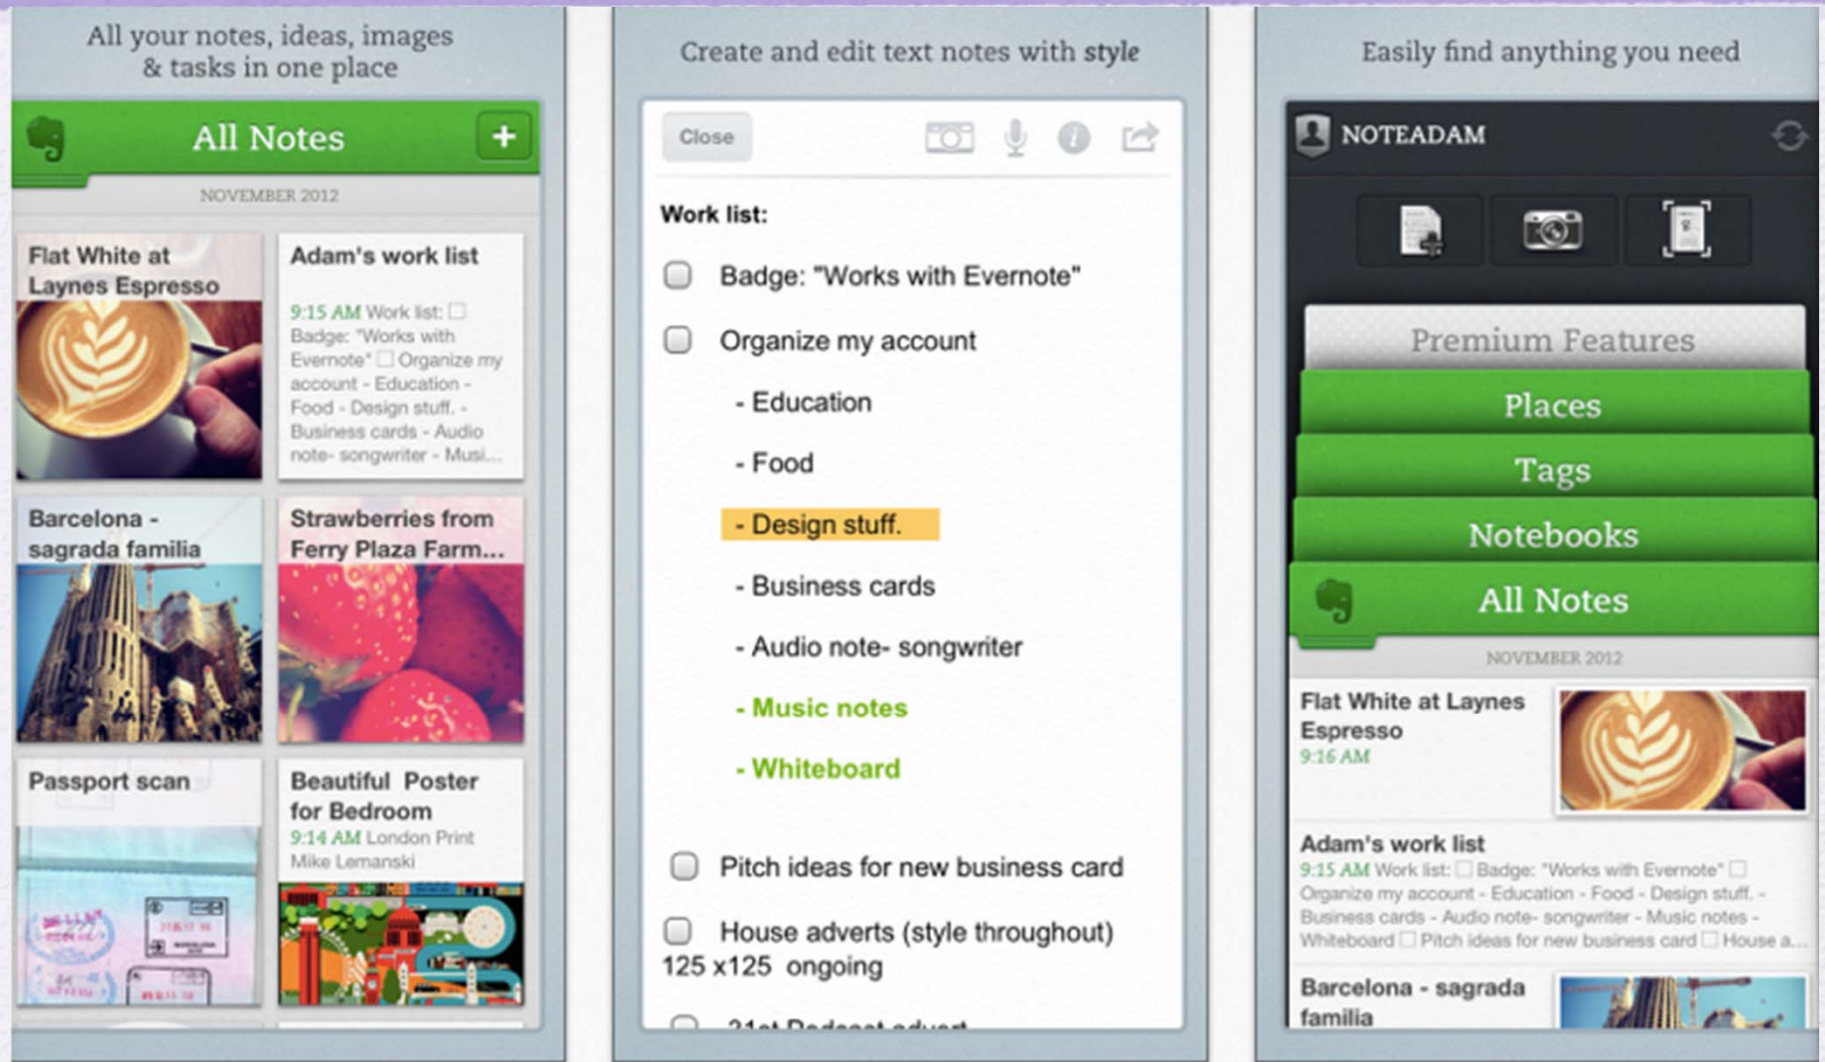 All your notes, ideas, images
& tasks in one place
All Notes
+
NOVEMBER 2012
Flat White at
Laynes Espresso
Adam's work list
9:15 AM Work list: ☐
Badge: "Works with
Evernote" ☐ Organize my
account - Education -
Food - Design stuff. -
Business cards - Audio
note- songwriter - Musi...
Barcelona -
sagrada familia
Strawberries from
Ferry Plaza Farm...
Passport scan
BARCELONA
Beautiful Poster
for Bedroom
9:14 AM London Print
Mike Lemanski
Create and edit text notes with style
Close
Work list:
Badge: "Works with Evernote"
Organize my account
- Education
- Food
- Design stuff.
- Business cards
- Audio note- songwriter
- Music notes
- Whiteboard
Pitch ideas for new business card
House adverts (style throughout)
125 x125 ongoing
21st Podcast advert
Easily find anything you need
NOTEADAM
Premium Features
Places
Tags
Notebooks
All Notes
NOVEMBER 2012
Flat White at Laynes
Espresso
9:16 AM
Adam's work list
9:15 AM Work list: ☐ Badge: "Works with Evernote" ☐
Organize my account - Education - Food - Design stuff. -
Business cards - Audio note- songwriter - Music notes -
Whiteboard ☐ Pitch ideas for new business card ☐ House a...
Barcelona - sagrada
familia